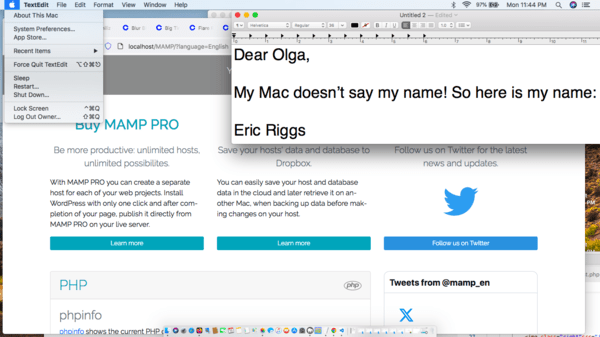 TextEdit File Edit Format View Window Help
97% Mon 11:44 PM
About This Mac
System Preferences...
App Store...
Recent Items
Force Quit TextEdit
Sleep
Restart...
Shut Down...
Lock Screen
Log Out Owner...
Untitled 2 — Edited
Helvetica Regular
Dear Olga,
My Mac doesn’t say my name! So here is my name:
Eric Riggs
localhost/MAMP/?language=English
Buy MAMP PRO
Be more productive: unlimited hosts,
unlimited possibilites.
With MAMP PRO you can create a separate
host for each of your web projects. Install
WordPress with only one click and after com-
pletion of your page, publish it directly from
MAMP PRO on your live server.
Learn more
Save your hosts' data and database to
Dropbox.
You can easily save your host and database
data in the cloud and later retrieve it on an-
other Mac, when backing up data before mak-
ing changes on your host.
Learn more
Follow us on Twitter for the latest
news and updates.
Follow us on Twitter
PHP
php
phpinfo
phpinfo shows the current PHP
Tweets from @mamp_en